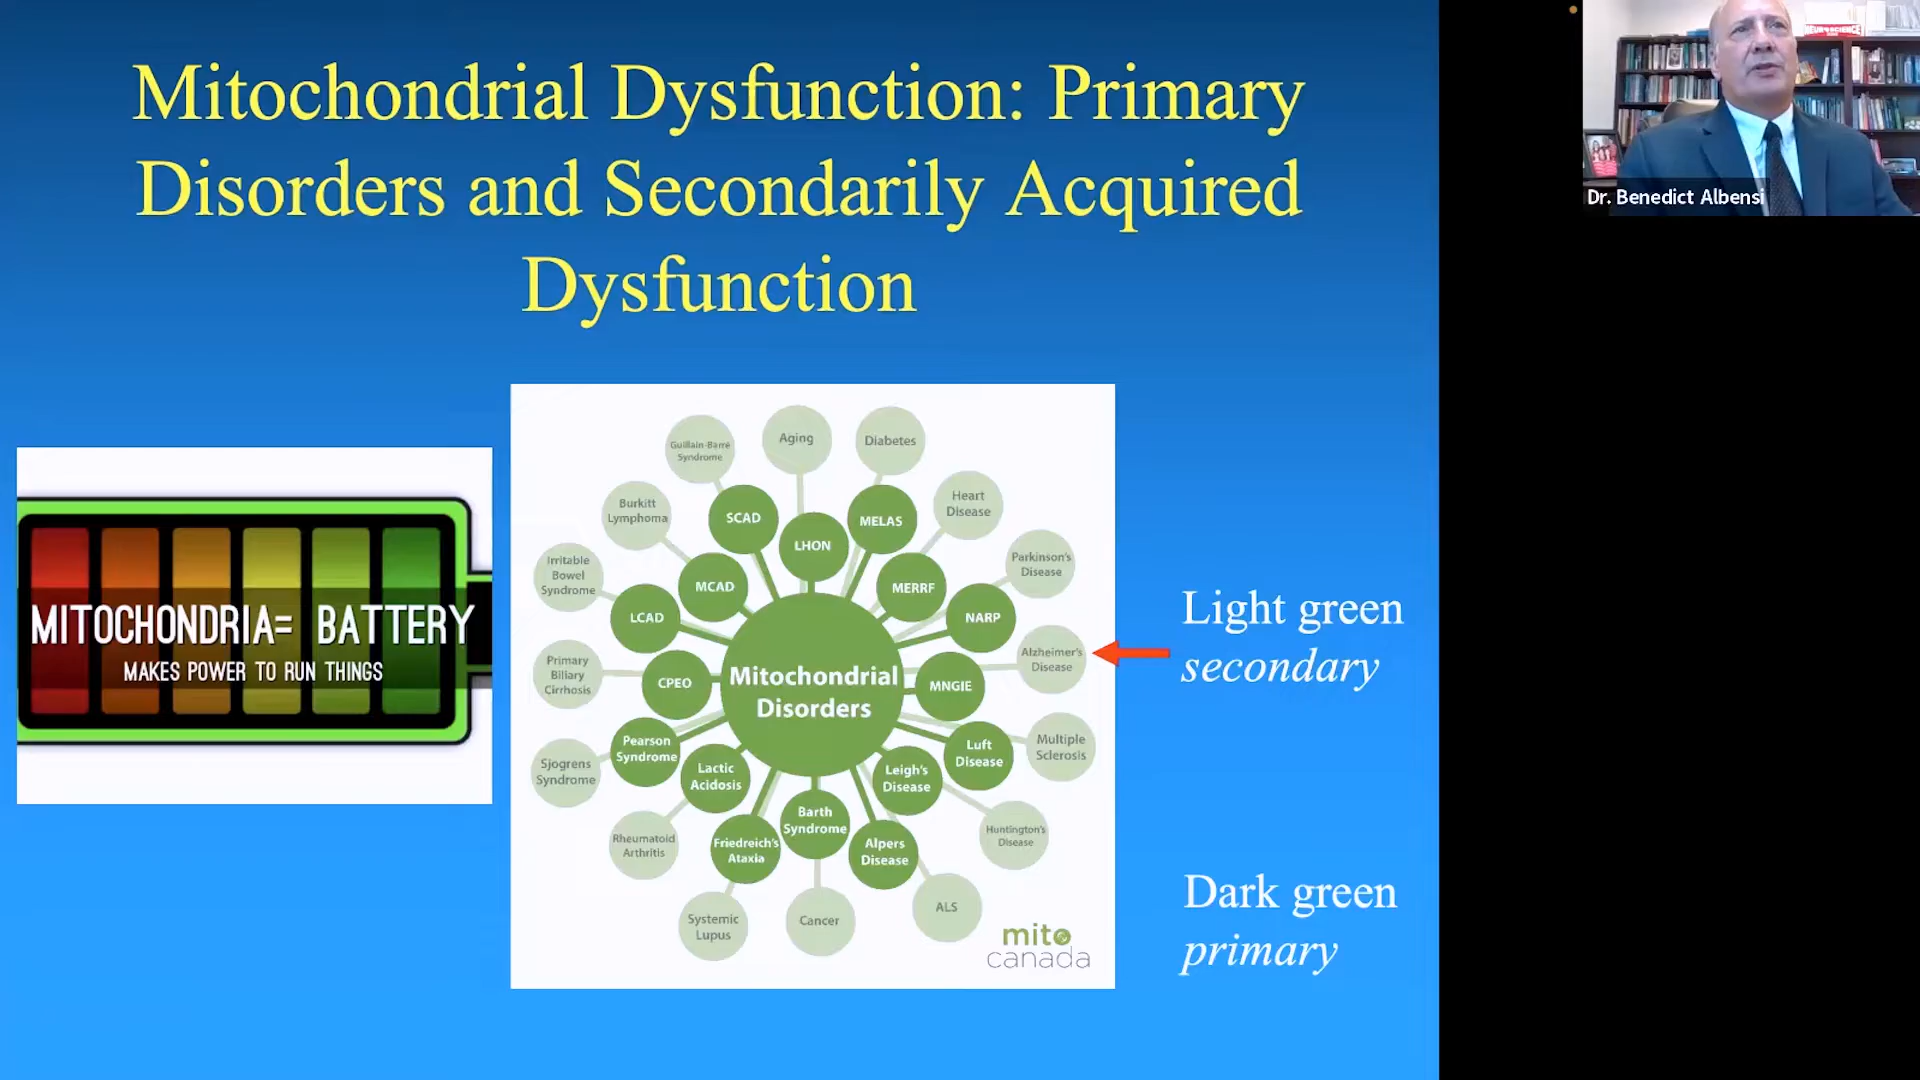 Mitochondrial Dysfunction: Primary
Disorders and Secondarily Acquired
Dysfunction
MITOCHONDRIA= BATTERY
MAKES POWER TO RUN THINGS
Guillain-Barré
Syndrome
Aging
Diabetes
Burkitt
Lymphoma
SCAD
LHON
MELAS
Heart
Disease
Irritable
Bowel
Syndrome
MCAD
MERRF
Parkinson's
Disease
LCAD
NARP
Primary
Biliary
Cirrhosis
CPEO
Mitochondrial
Disorders
MNGIE
Alzheimer's
Disease
Sjogrens
Syndrome
Pearson
Syndrome
Lactic
Acidosis
Leigh's
Disease
Luft
Disease
Multiple
Sclerosis
Rheumatoid
Arthritis
Friedreich's
Ataxia
Barth
Syndrome
Alpers
Disease
Huntington's
Disease
Systemic
Lupus
Cancer
ALS
mito
canada
Light green
secondary
Dark green
primary
NEUROSCIENCE
Dr. Benedict Albensi